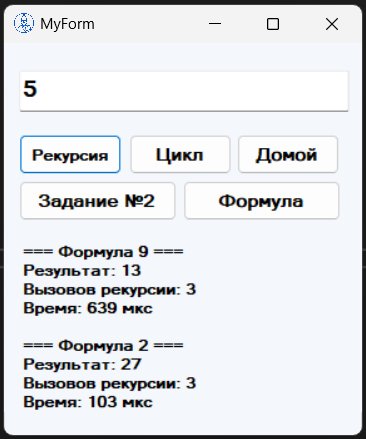 MyForm
5
Рекурсия Цикл Домой
Задание №2 Формула
=== Формула 9 ===
Результат: 13
Вызовов рекурсии: 3
Время: 639 мкс
=== Формула 2 ===
Результат: 27
Вызовов рекурсии: 3
Время: 103 мкс